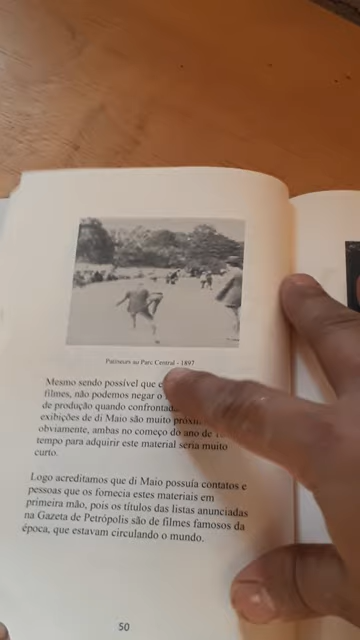 Patineurs au Parc Central - 1897
Mesmo sendo possível que
filmes, não podemos negar o
de produção quando confrontada
exibições de di Maio são muito
obviamente, ambas no começo do ano de
tempo para adquirir este material seria muito
curto.
Logo acreditamos que di Maio possuía contatos e
pessoas que os fornecia estes materiais em
primeira mão, pois os títulos das listas anunciadas
na Gazeta de Petrópolis são de filmes famosos da
época, que estavam circulando o mundo.
50